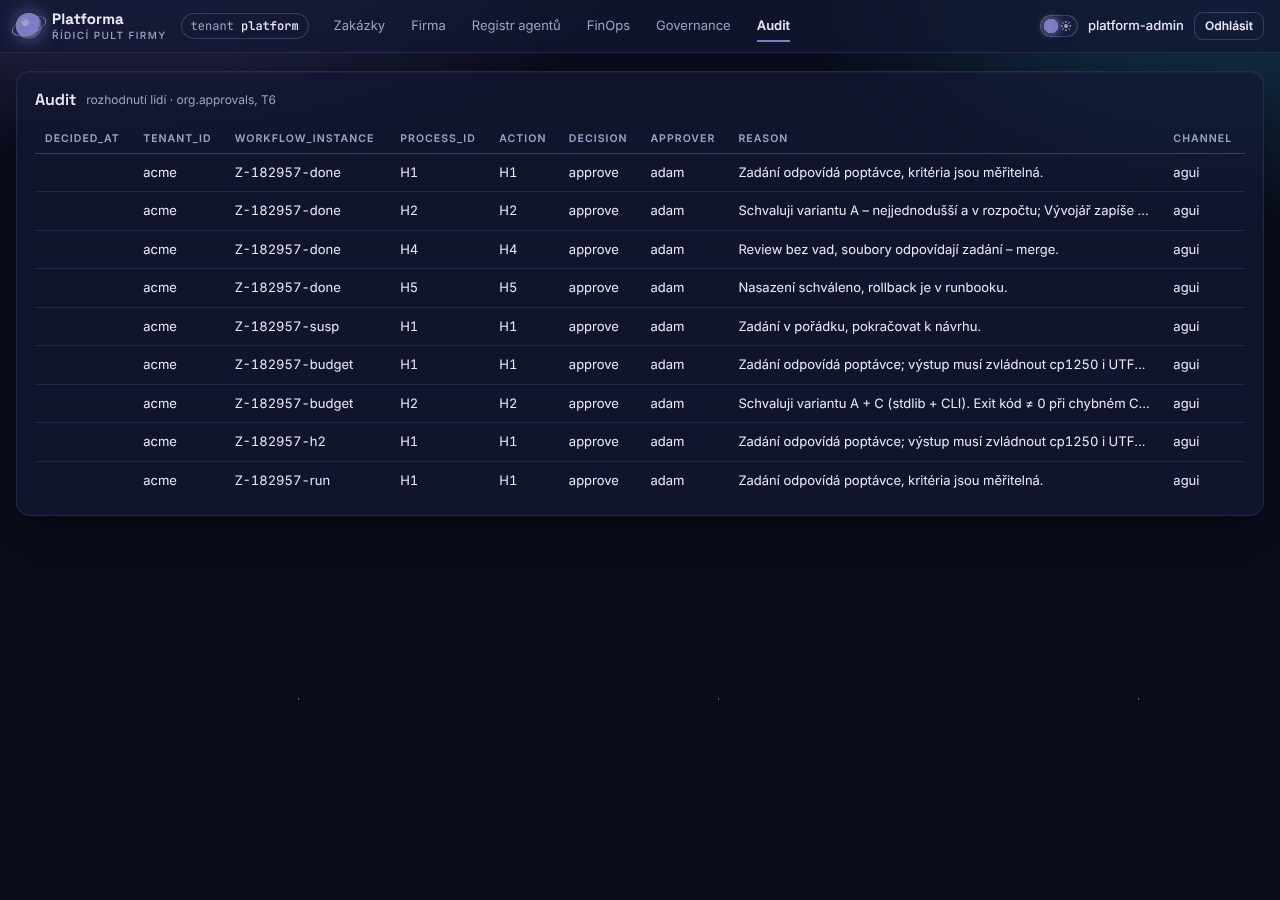 Platforma
ŘÍDICÍ PULT FIRMY
tenant platform
Zakázky Firma Registr agentů FinOps Governance Audit
platform-admin Odhlásit
Audit rozhodnutí lidí · org.approvals, T6
DECIDED_AT TENANT_ID WORKFLOW_INSTANCE PROCESS_ID ACTION DECISION APPROVER REASON CHANNEL
acme Z-182957-done H1 H1 approve adam Zadání odpovídá poptávce, kritéria jsou měřitelná. agui
acme Z-182957-done H2 H2 approve adam Schvaluji variantu A – nejjednodušší a v rozpočtu; Vývojář zapíše ... agui
acme Z-182957-done H4 H4 approve adam Review bez vad, soubory odpovídají zadání – merge. agui
acme Z-182957-done H5 H5 approve adam Nasazení schváleno, rollback je v runbooku. agui
acme Z-182957-susp H1 H1 approve adam Zadání v pořádku, pokračovat k návrhu. agui
acme Z-182957-budget H1 H1 approve adam Zadání odpovídá poptávce; výstup musí zvládnout cp1250 i UTF... agui
acme Z-182957-budget H2 H2 approve adam Schvaluji variantu A + C (stdlib + CLI). Exit kód ≠ 0 při chybném C... agui
acme Z-182957-h2 H1 H1 approve adam Zadání odpovídá poptávce; výstup musí zvládnout cp1250 i UTF... agui
acme Z-182957-run H1 H1 approve adam Zadání odpovídá poptávce, kritéria jsou měřitelná. agui